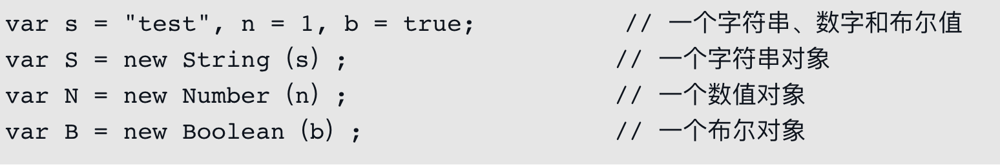 var s = "test", n = 1, b = true; // 一个字符串、数字和布尔值
var S = new String（s）; // 一个字符串对象
var N = new Number（n）; // 一个数值对象
var B = new Boolean（b）; // 一个布尔对象